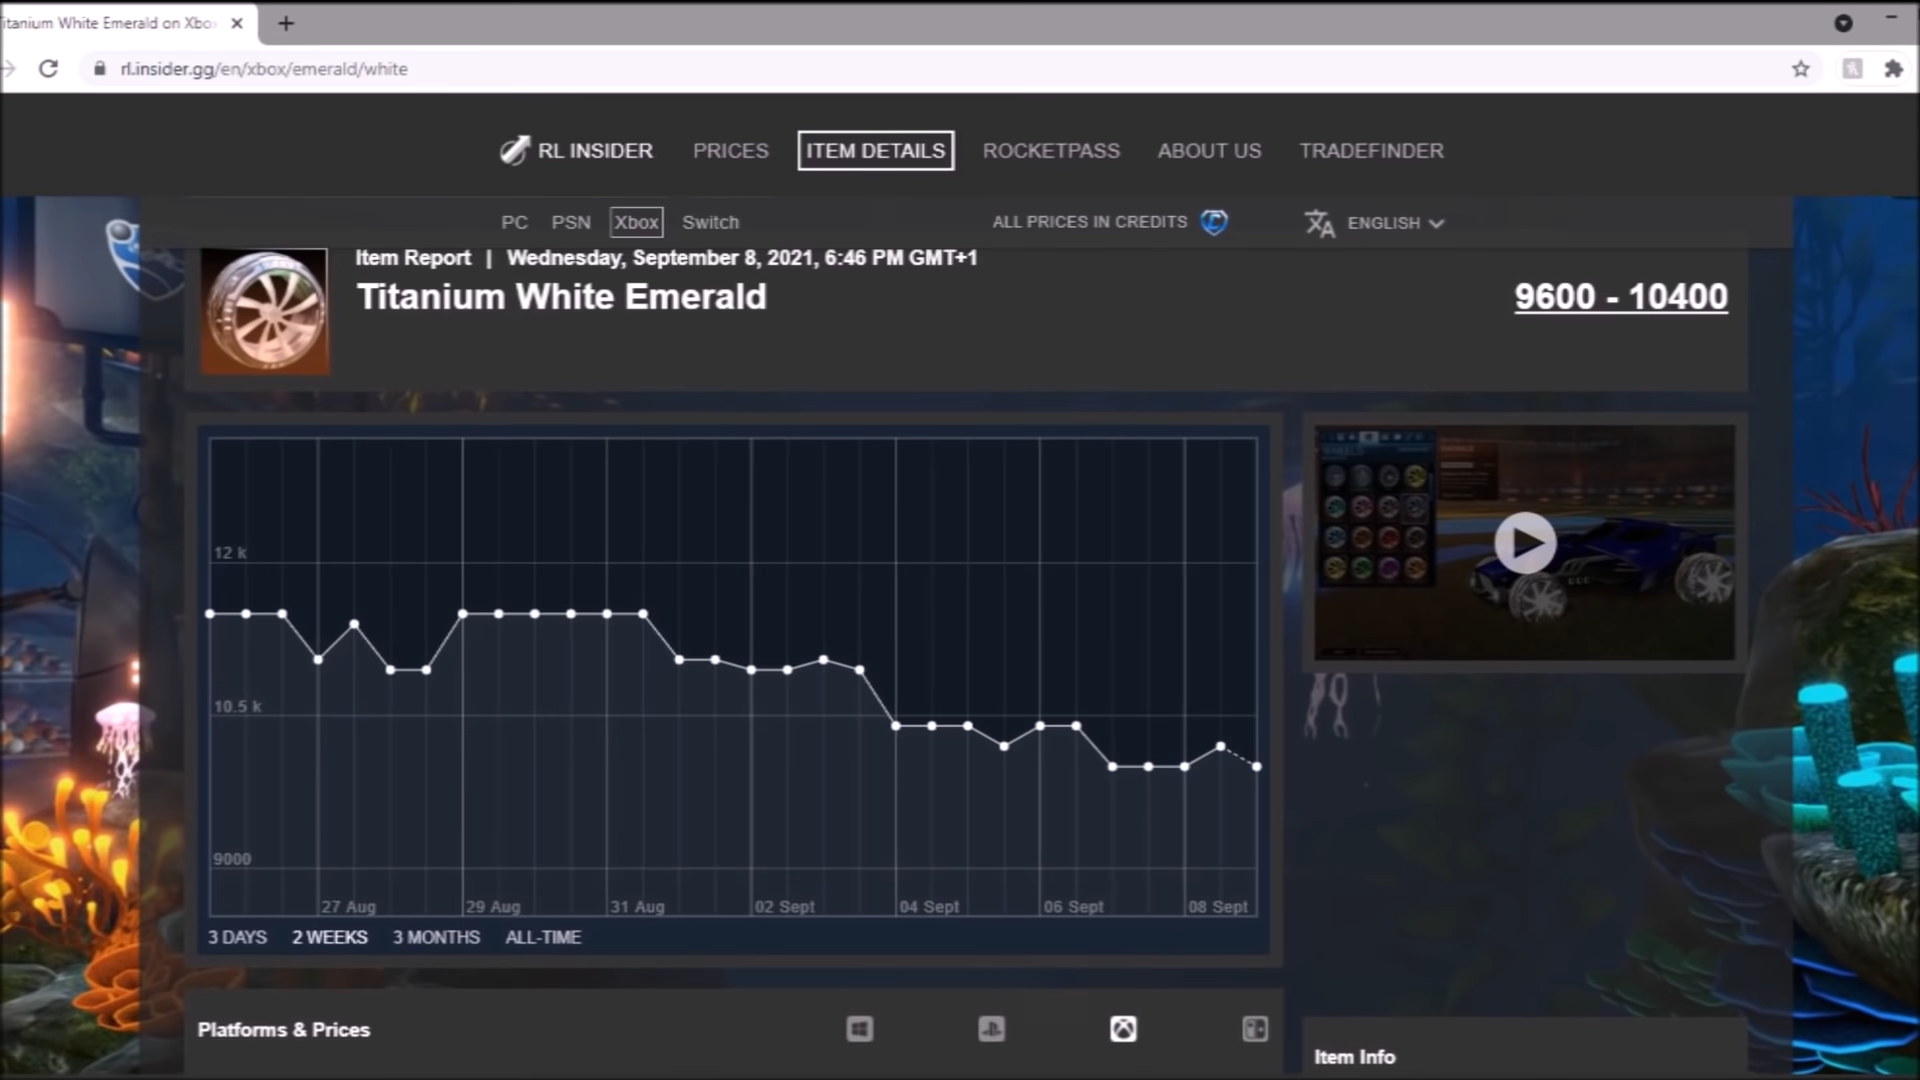 itanium White Emerald on Xbo
rl.insider.gg/en/xbox/emerald/white
RL INSIDER PRICES ITEM DETAILS ROCKETPASS ABOUT US TRADEFINDER
PC PSN Xbox Switch ALL PRICES IN CREDITS ENGLISH
Item Report | Wednesday, September 8, 2021, 6:46 PM GMT+1
Titanium White Emerald
9600 - 10400
12 k
10.5 k
9000
27 Aug 29 Aug 31 Aug 02 Sept 04 Sept 06 Sept 08 Sept
3 DAYS 2 WEEKS 3 MONTHS ALL-TIME
Platforms & Prices
Item Info